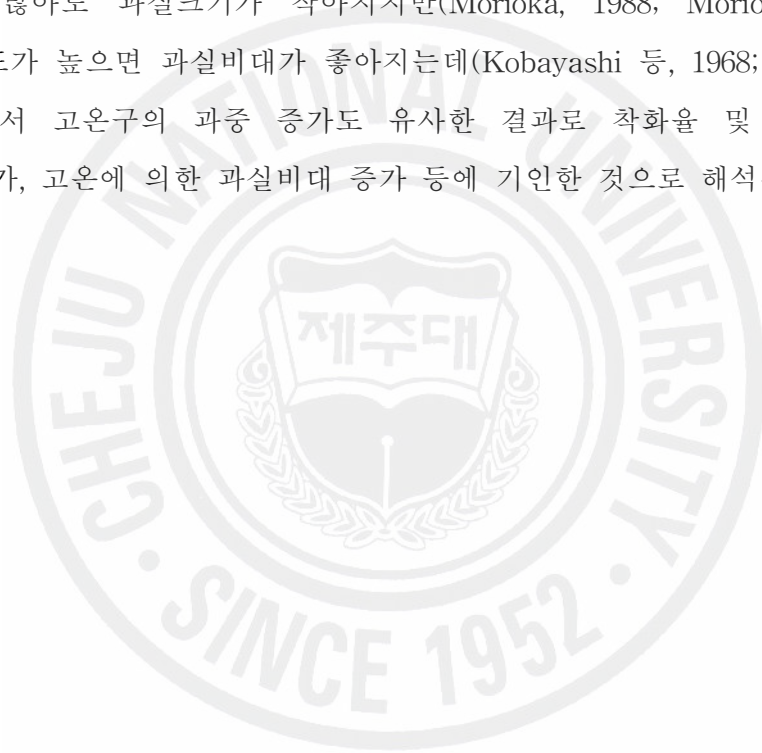 과실크기가 작아지지만(Morioka, 1988; Morio
높으면 과실비대가 좋아지는데(Kobayashi 등, 1968;
서 고온구의 과중 증가도 유사한 결과로 착화율 및
가, 고온에 의한 과실비대 증가 등에 기인한 것으로 해석
CHEJU NATIONAL UNIVERSITY
제주대
· SINCE 1952 ·